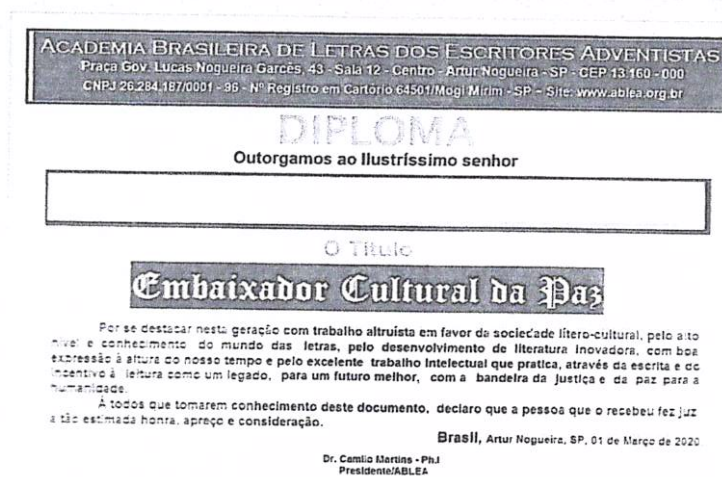 ACADEMIA BRASILEIRA DE LETRAS DOS ESCRITORES ADVENTISTAS
Praça Gov. Lucas Nogueira Garcês, 43 - Sala 12 - Centro - Artur Nogueira - SP - CEP 13.160 - 000
CNPJ 26.284.187/0001 - 96 - Nº Registro em Cartório 64501/Mogi Mirim - SP - Site: www.ablea.org.br
DIPLOMA
Outorgamos ao Ilustríssimo senhor
O Título
Embaixador Cultural da Paz
Por se destacar nesta geração com trabalho altruista em favor da sociedade lítero-cultural, pelo alto
nível e conhecimento do mundo das letras, pelo desenvolvimento de literatura inovadora, com boa
expressão à altura do nosso tempo e pelo excelente trabalho intelectual que pratica, através da escrita e do
incentivo à leitura como um legado, para um futuro melhor, com a bandeira da justiça e da paz para a
humanidade.
À todos que tomarem conhecimento deste documento, declaro que a pessoa que o recebeu fez juz
a tão estimada honra, apreço e consideração.
Brasil, Artur Nogueira, SP, 01 de Março de 2020
Dr. Camilo Martins - Ph.I
Presidente/ABLEA